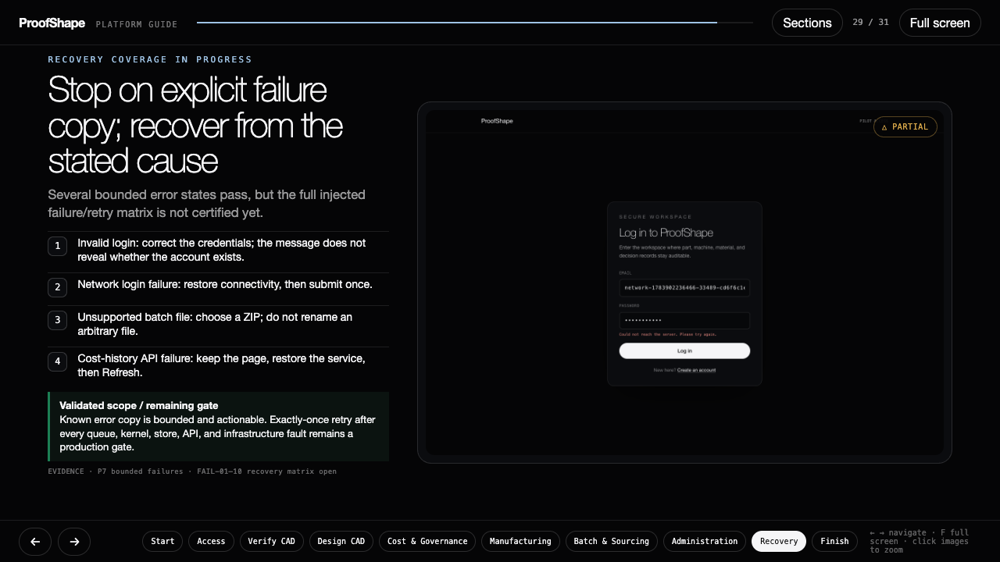 ProofShape PLATFORM GUIDE
Sections
29 / 31
Full screen
RECOVERY COVERAGE IN PROGRESS
Stop on explicit failure
copy; recover from the
stated cause
Several bounded error states pass, but the full injected
failure/retry matrix is not certified yet.
1 Invalid login: correct the credentials; the message does not
reveal whether the account exists.
2 Network login failure: restore connectivity, then submit once.
3 Unsupported batch file: choose a ZIP; do not rename an
arbitrary file.
4 Cost-history API failure: keep the page, restore the service,
then Refresh.
Validated scope / remaining gate
Known error copy is bounded and actionable. Exactly-once retry after
every queue, kernel, store, API, and infrastructure fault remains a
production gate.
EVIDENCE · P7 bounded failures · FAIL-01-10 recovery matrix open
ProofShape
PILOT
△ PARTIAL
SECURE WORKSPACE
Log in to ProofShape
Enter the workspace where part, machine, material, and
decision records stay auditable.
EMAIL
PASSWORD
•••••••••••
Could not reach the server. Please try again.
Log in
New here? Create an account
← →
Start
Access
Verify CAD
Design CAD
Cost & Governance
Manufacturing
Batch & Sourcing
Administration
Recovery
Finish
← → navigate · F full
screen · click images
to zoom